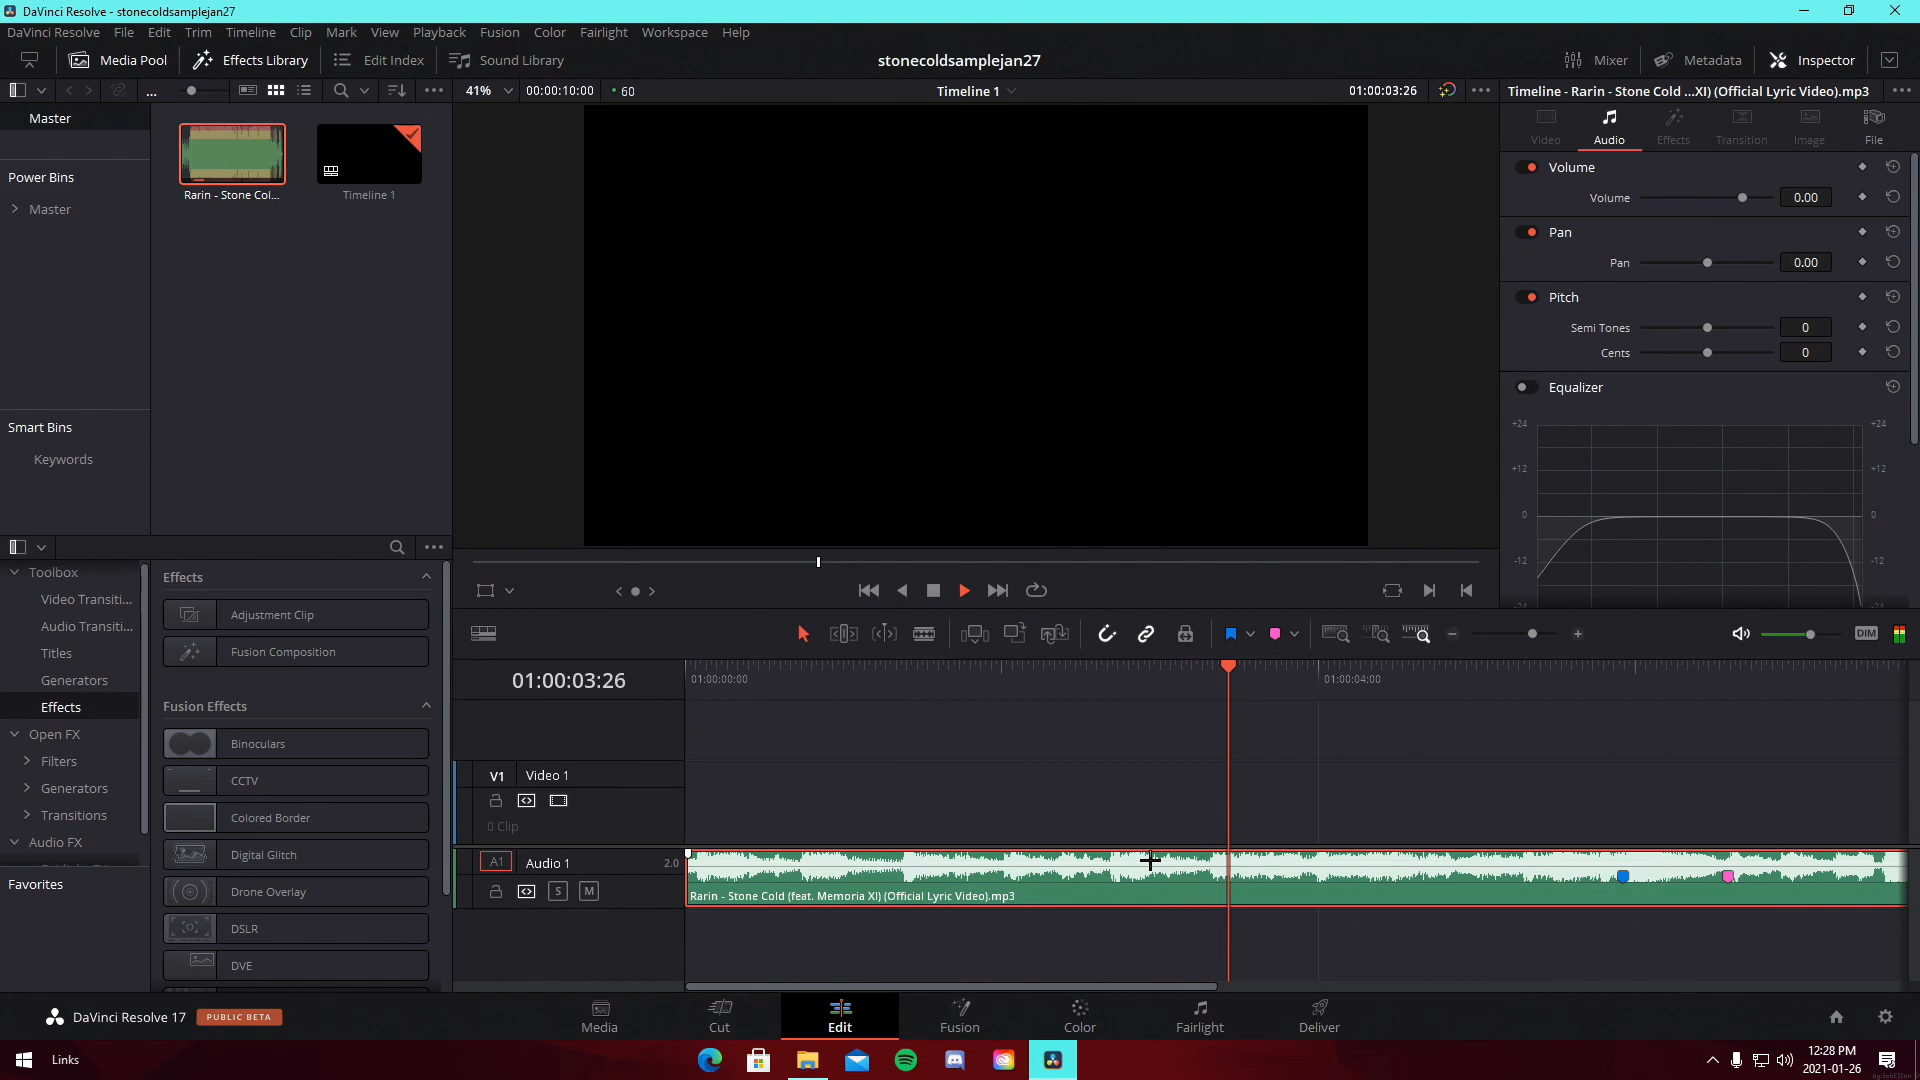 DaVinci Resolve - stonecoldsamplejan27
DaVinci Resolve File Edit Trim Timeline Clip Mark View Playback Fusion Color Fairlight Workspace Help
Media Pool Effects Library Edit Index Sound Library stonecoldsamplejan27 Mixer Metadata Inspector
... 41% 00:00:10:00 60 Timeline 1 01:00:03:26 Timeline - Rarin - Stone Cold ...XI) (Official Lyric Video).mp3
Master
Power Bins
Master
Smart Bins
Keywords
Rarin - Stone Col...
Timeline 1
Video Audio Effects Transition Image File
Volume
Volume 0.00
Pan
Pan 0.00
Pitch
Semi Tones 0
Cents 0
Equalizer
+24 +24
+12 +12
0 0
-12 -12
-24 -24
Toolbox
Video Transiti...
Audio Transiti...
Titles
Generators
Effects
Open FX
Filters
Generators
Transitions
Audio FX
Favorites
Effects
Adjustment Clip
Fusion Composition
Fusion Effects
Binoculars
CCTV
Colored Border
Digital Glitch
Drone Overlay
DSLR
DVE
DIM
01:00:03:26
01:00:00:00 01:00:04:00
V1 Video 1
0 Clip
A1 Audio 1 2.0
S M
Rarin - Stone Cold (feat. Memoria XI) (Official Lyric Video).mp3
DaVinci Resolve 17 PUBLIC BETA
Media Cut Edit Fusion Color Fairlight Deliver
Links
12:28 PM
2021-01-26